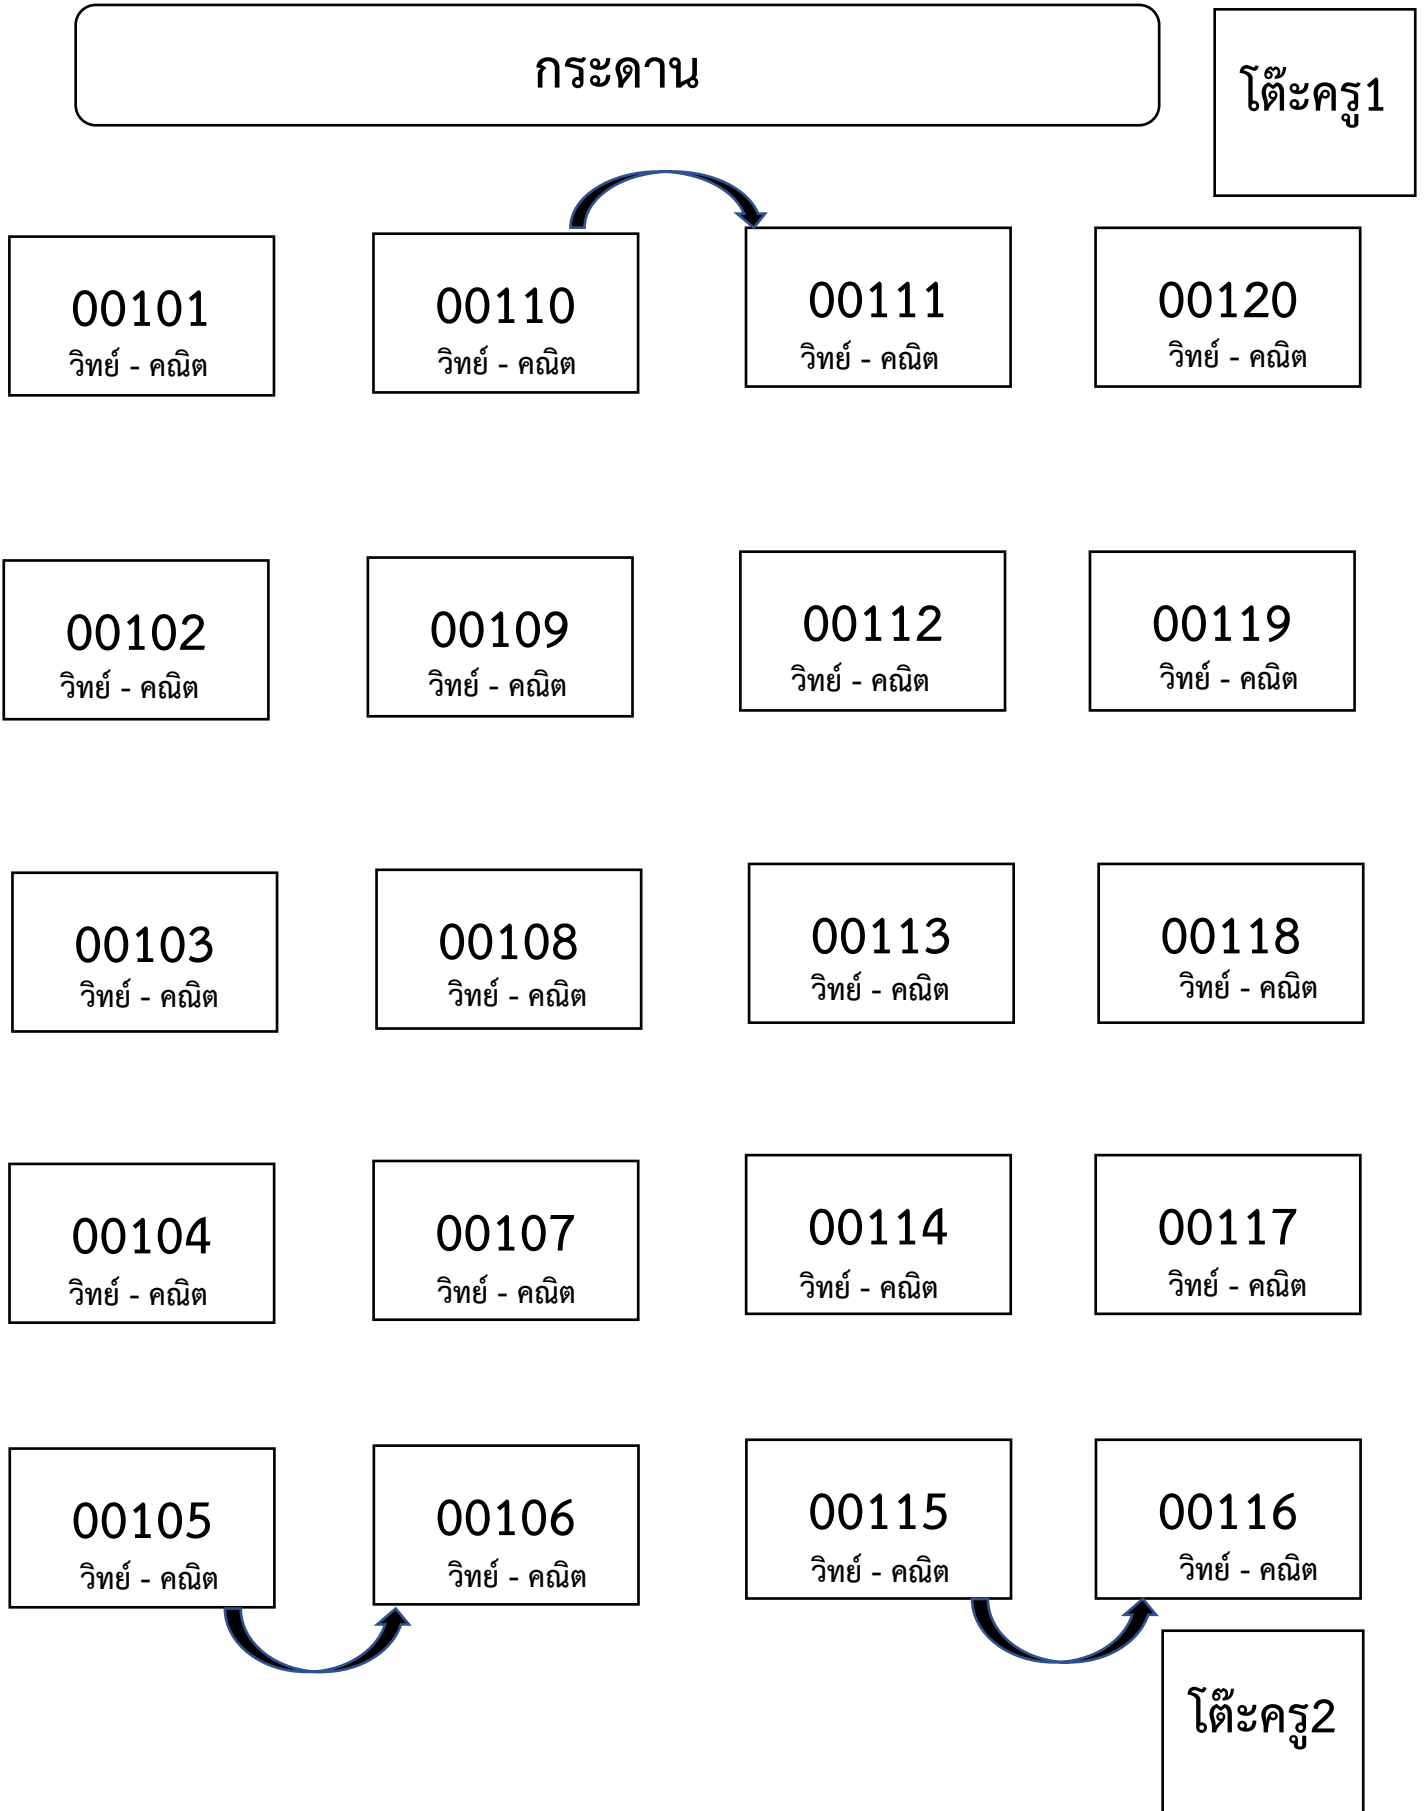 กระดาน
โต๊ะครู1
00101
วิทย์ - คณิต
00110
วิทย์ - คณิต
00111
วิทย์ - คณิต
00120
วิทย์ - คณิต
00102
วิทย์ - คณิต
00109
วิทย์ - คณิต
00112
วิทย์ - คณิต
00119
วิทย์ - คณิต
00103
วิทย์ - คณิต
00108
วิทย์ - คณิต
00113
วิทย์ - คณิต
00118
วิทย์ - คณิต
00104
วิทย์ - คณิต
00107
วิทย์ - คณิต
00114
วิทย์ - คณิต
00117
วิทย์ - คณิต
00105
วิทย์ - คณิต
00106
วิทย์ - คณิต
00115
วิทย์ - คณิต
00116
วิทย์ - คณิต
โต๊ะครู2